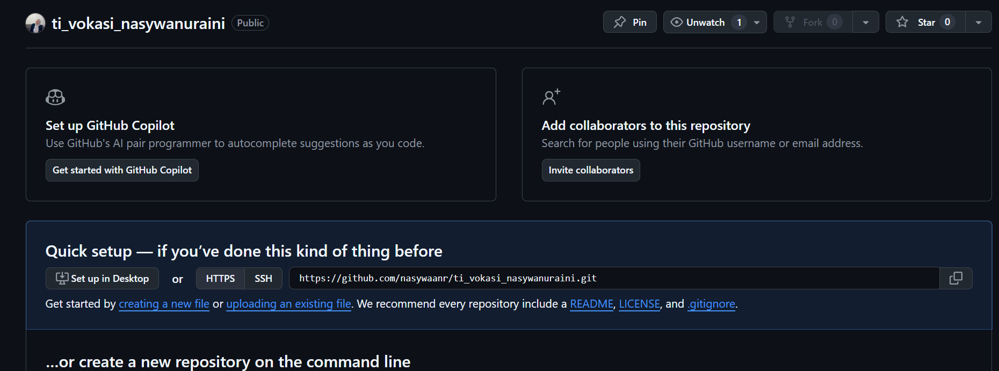 ti_vokasi_nasywanuraini Public Pin Unwatch 1 Fork 0 Star 0
Set up GitHub Copilot
Use GitHub's AI pair programmer to autocomplete suggestions as you code.
Get started with GitHub Copilot
Add collaborators to this repository
Search for people using their GitHub username or email address.
Invite collaborators
Quick setup — if you’ve done this kind of thing before
Set up in Desktop or HTTPS SSH https://github.com/nasywaanr/ti_vokasi_nasywanuraini.git
Get started by creating a new file or uploading an existing file. We recommend every repository include a README, LICENSE, and .gitignore.
…or create a new repository on the command line